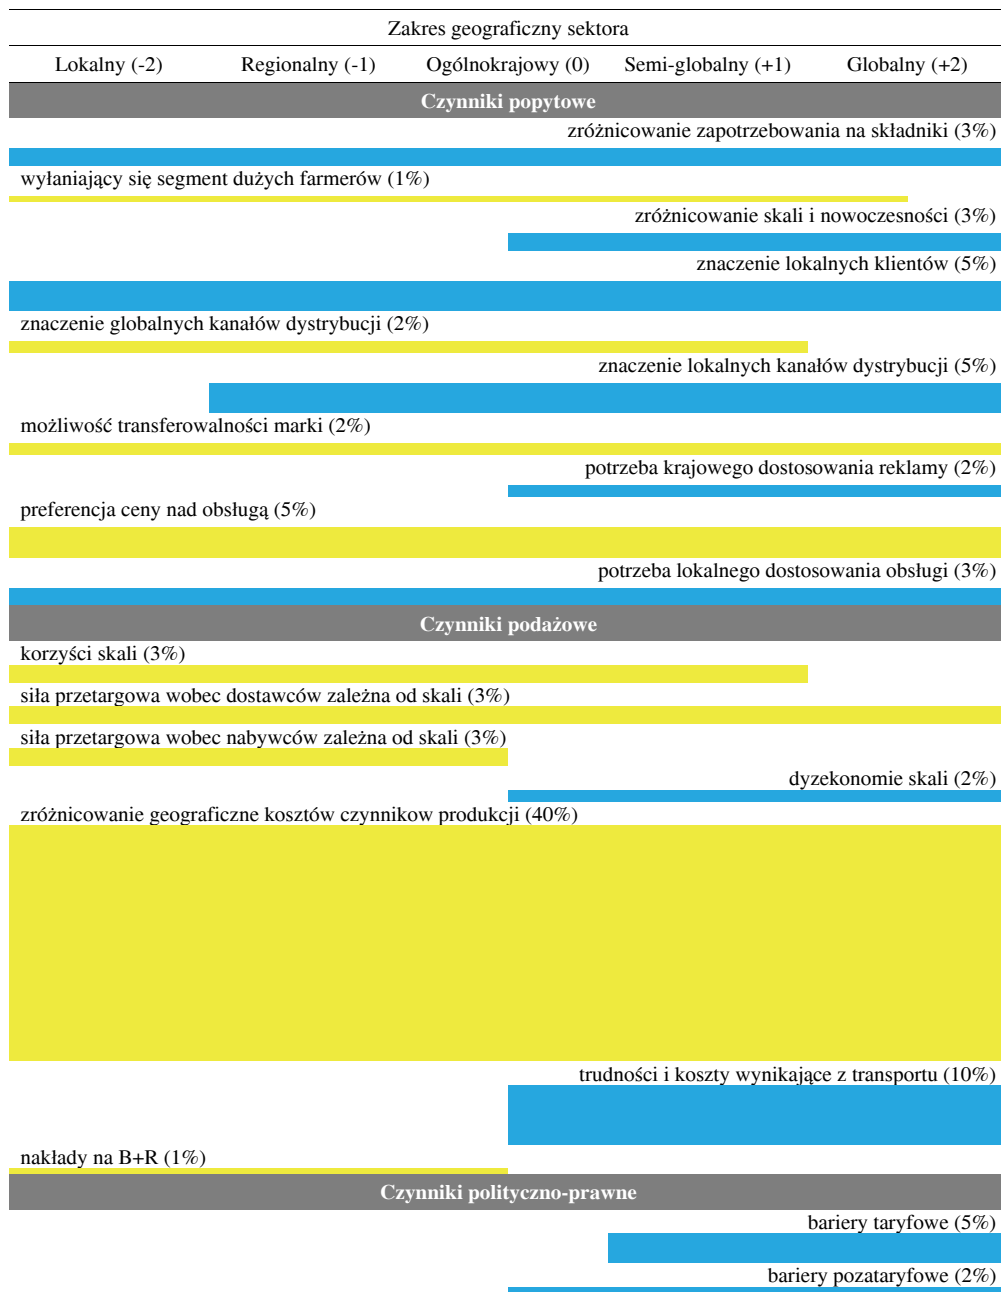 Zakres geograficzny sektora
Lokalny (-2) Regionalny (-1) Ogólnokrajowy (0) Semi-globalny (+1) Globalny (+2)
Czynniki popytowe
zróżnicowanie zapotrzebowania na składniki (3%)
wyłaniający się segment dużych farmerów (1%)
zróżnicowanie skali i nowoczesności (3%)
znaczenie lokalnych klientów (5%)
znaczenie globalnych kanałów dystrybucji (2%)
znaczenie lokalnych kanałów dystrybucji (5%)
możliwość transferowalności marki (2%)
potrzeba krajowego dostosowania reklamy (2%)
preferencja ceny nad obsługą (5%)
potrzeba lokalnego dostosowania obsługi (3%)
Czynniki podażowe
korzyści skali (3%)
siła przetargowa wobec dostawców zależna od skali (3%)
siła przetargowa wobec nabywców zależna od skali (3%)
dyzekonomie skali (2%)
zróżnicowanie geograficzne kosztów czynnikow produkcji (40%)
trudności i koszty wynikające z transportu (10%)
nakłady na B+R (1%)
Czynniki polityczno-prawne
bariery taryfowe (5%)
bariery pozataryfowe (2%)